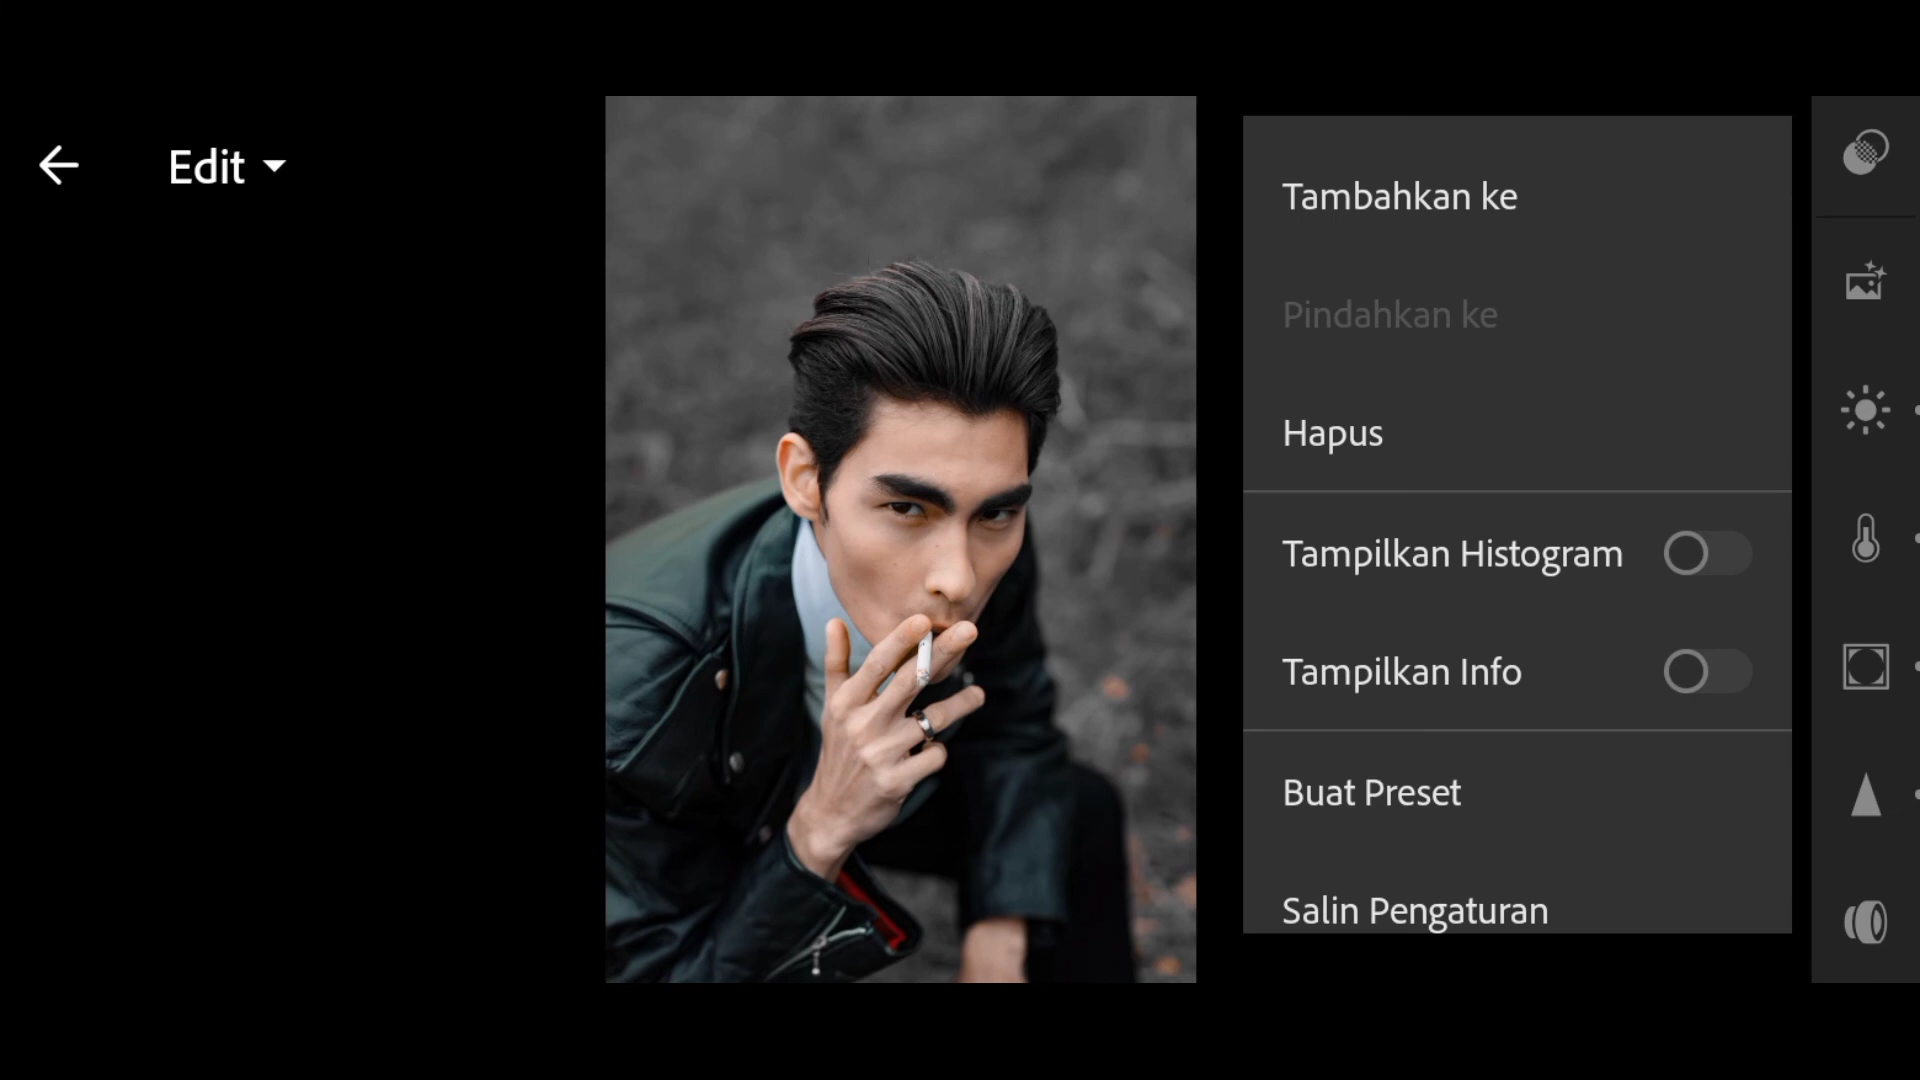 Edit
Tambahkan ke
Pindahkan ke
Hapus
Tampilkan Histogram
Tampilkan Info
Buat Preset
Salin Pengaturan